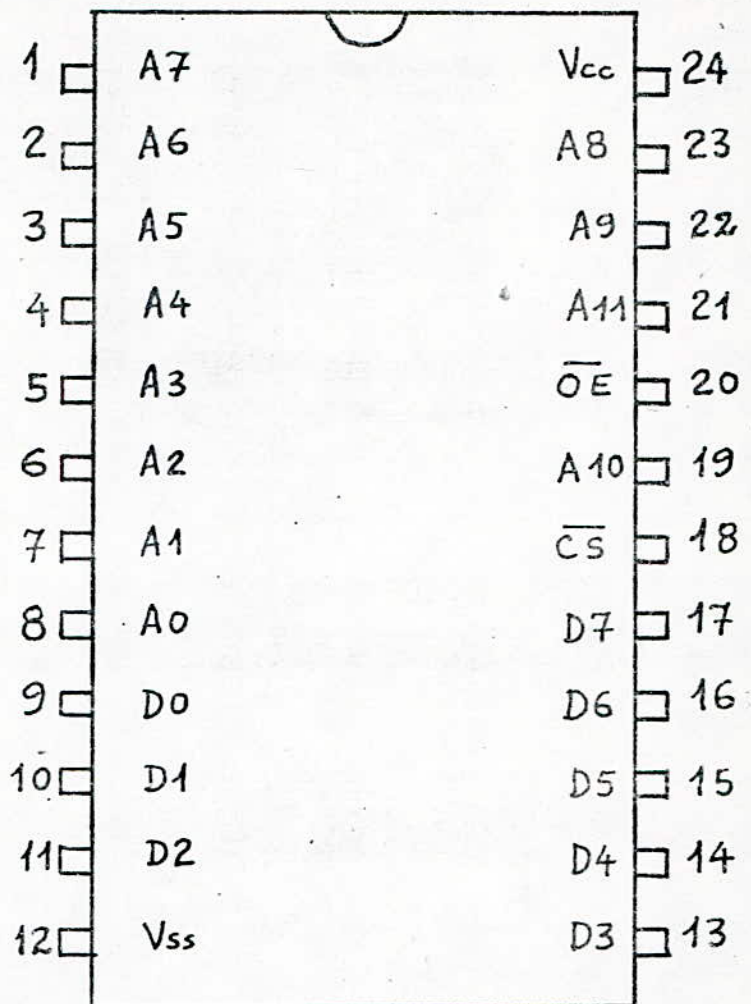 1 A7 Vcc 24
2 A6 A8 23
3 A5 A9 22
4 A4 A11 21
5 A3 O̅E̅ 20
6 A2 A10 19
7 A1 C̅S̅ 18
8 A0 D7 17
9 D0 D6 16
10 D1 D5 15
11 D2 D4 14
12 Vss D3 13